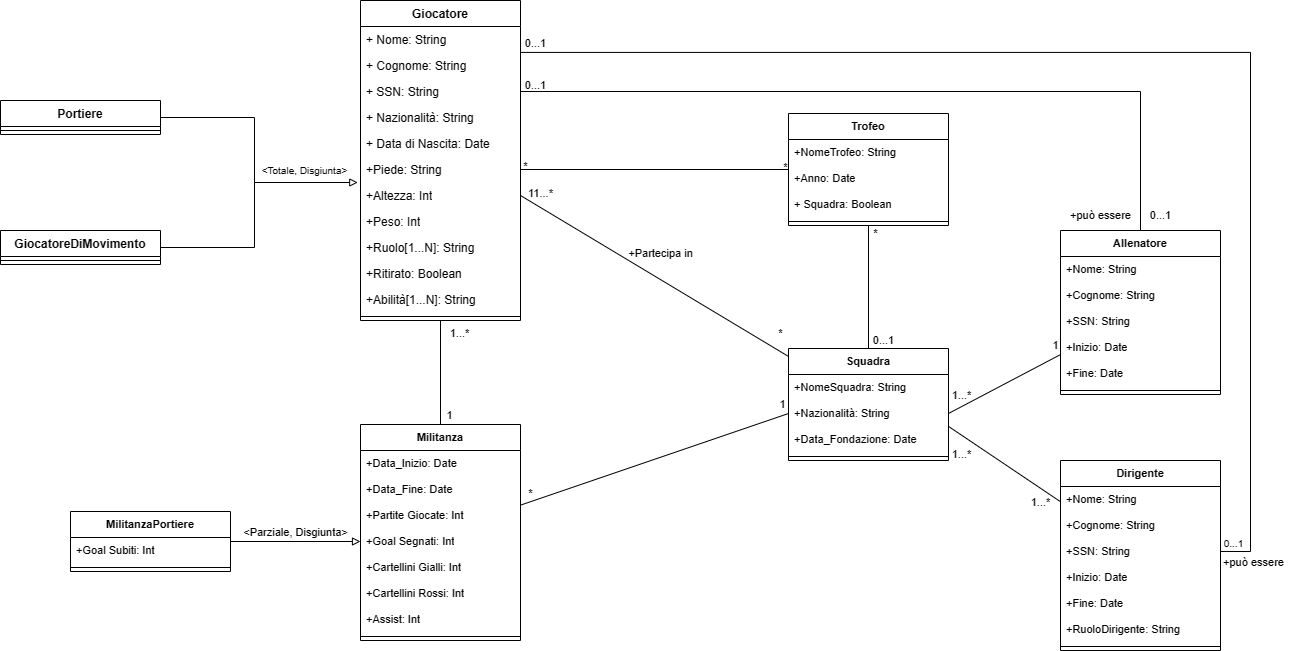 Giocatore
+ Nome: String
+ Cognome: String
+ SSN: String
+ Nazionalità: String
+ Data di Nascita: Date
+Piede: String
+Altezza: Int
+Peso: Int
+Ruolo[1...N]: String
+Ritirato: Boolean
+Abilità[1...N]: String
Portiere
GiocatoreDiMovimento
<Totale, Disgiunta>
0...1
0...1
*
*
11...*
+Partecipa in
*
1...*
1
Trofeo
+NomeTrofeo: String
+Anno: Date
+ Squadra: Boolean
*
0...1
+può essere
0...1
Allenatore
+Nome: String
+Cognome: String
+SSN: String
+Inizio: Date
+Fine: Date
Squadra
+NomeSquadra: String
+Nazionalità: String
+Data_Fondazione: Date
1
1...*
1
1...*
1...*
*
Militanza
+Data_Inizio: Date
+Data_Fine: Date
+Partite Giocate: Int
+Goal Segnati: Int
+Cartellini Gialli: Int
+Cartellini Rossi: Int
+Assist: Int
MilitanzaPortiere
+Goal Subiti: Int
<Parziale, Disgiunta>
Dirigente
+Nome: String
+Cognome: String
+SSN: String
+Inizio: Date
+Fine: Date
+RuoloDirigente: String
0...1
+può essere